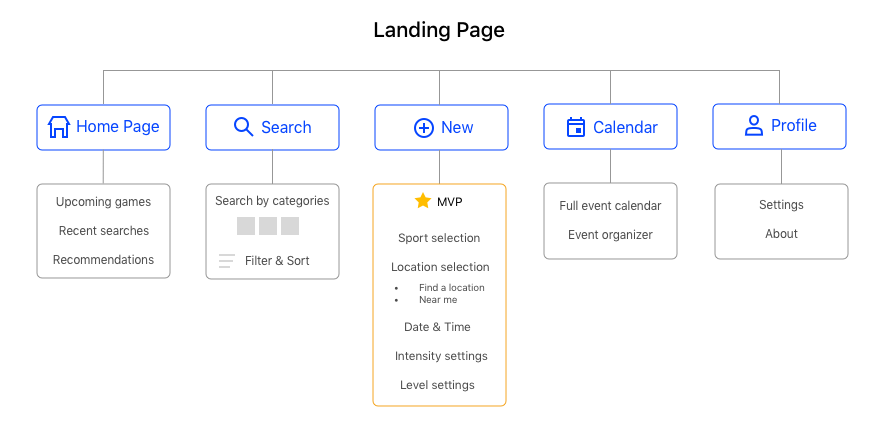 Landing Page
Home Page
Search
New
Calendar
Profile
Upcoming games
Recent searches
Recommendations
Search by categories
Filter & Sort
MVP
Sport selection
Location selection
• Find a location
• Near me
Date & Time
Intensity settings
Level settings
Full event calendar
Event organizer
Settings
About